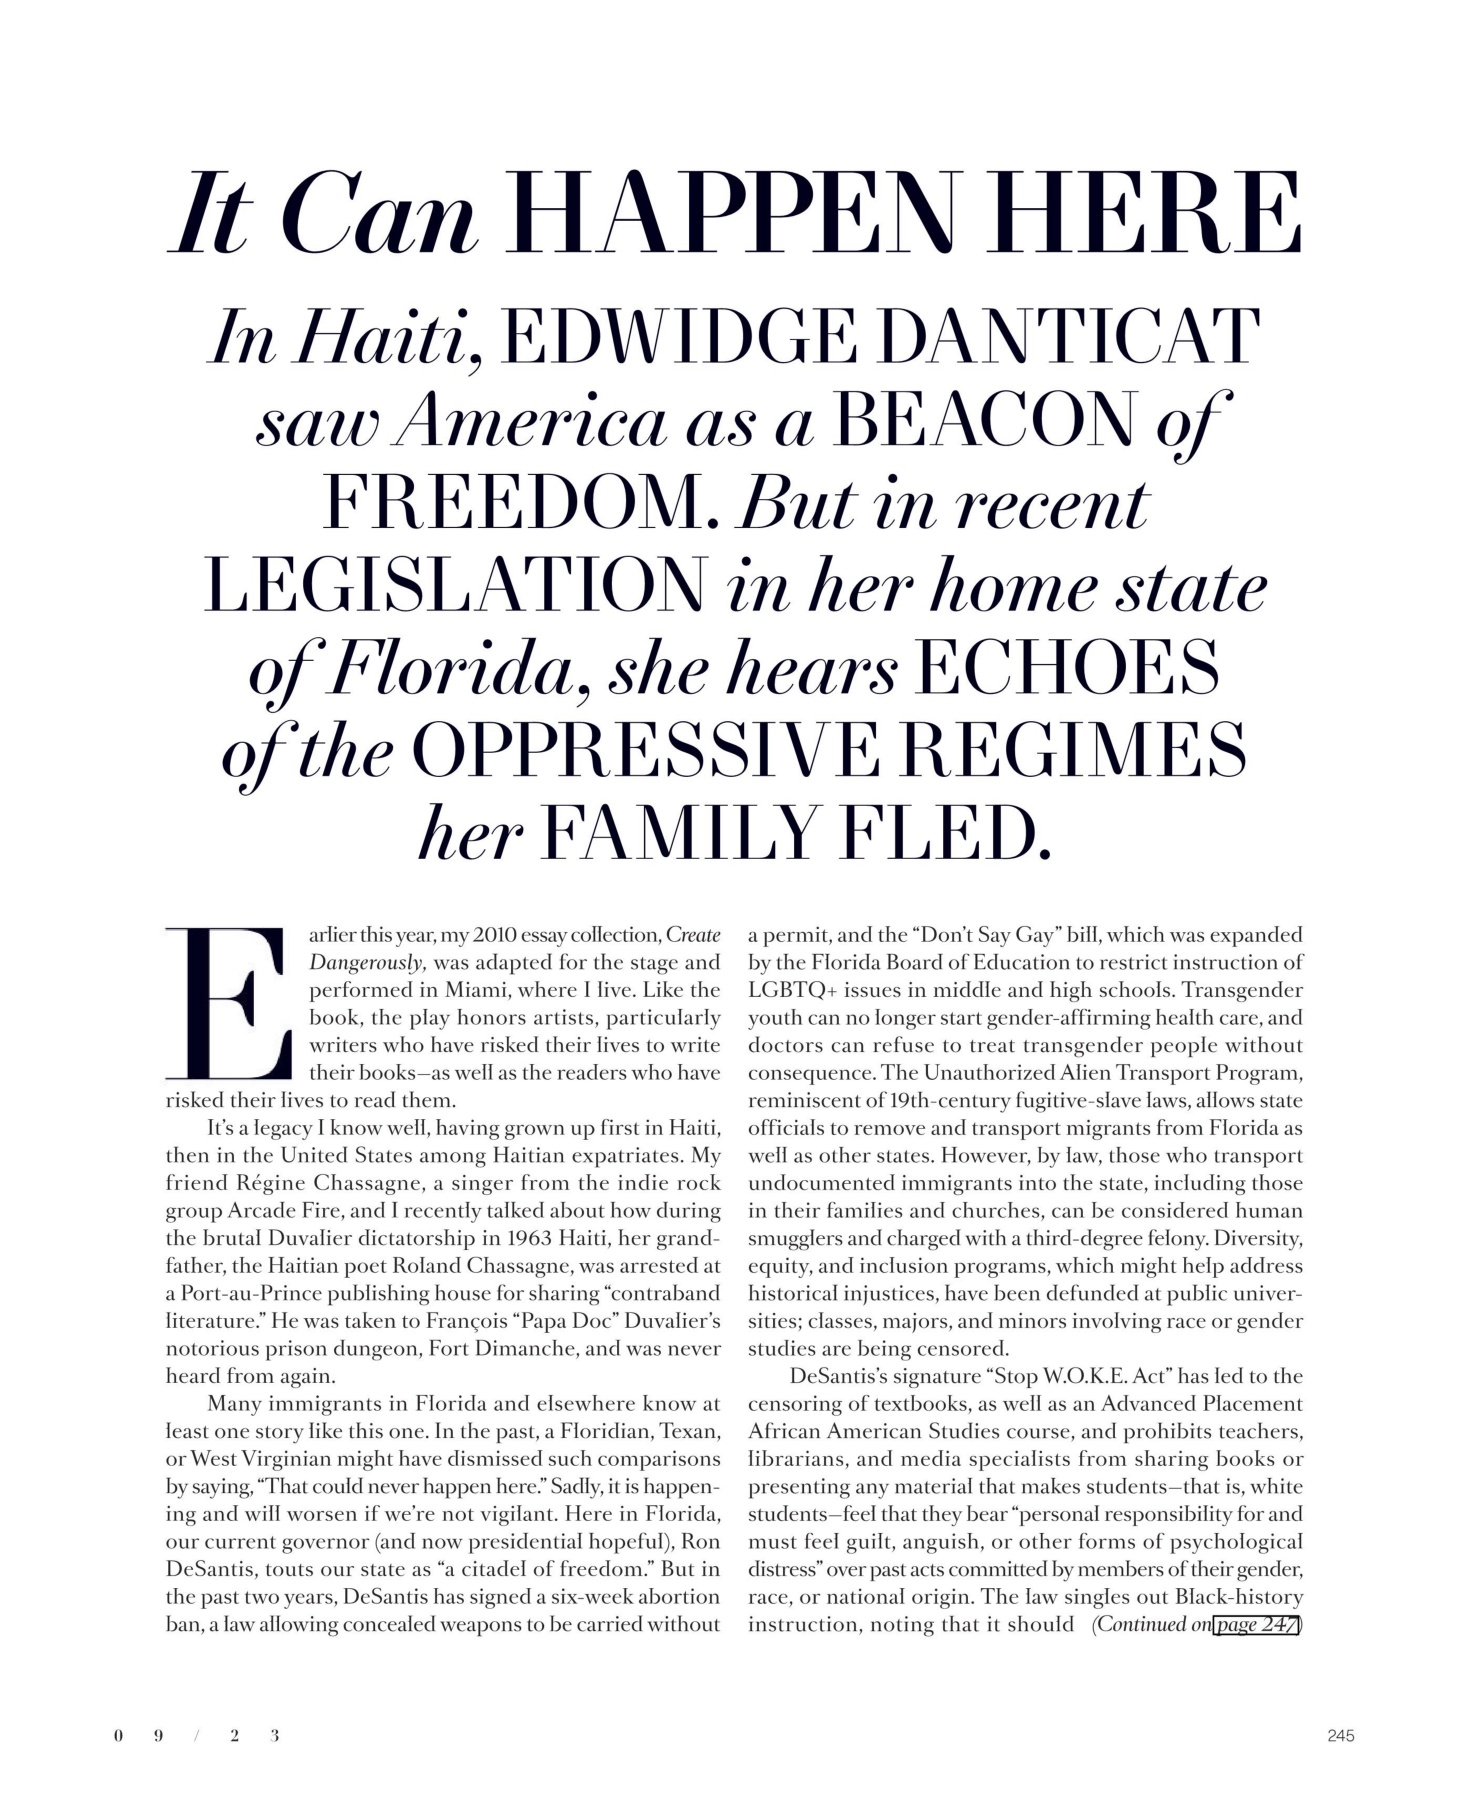 It Can HAPPEN HERE
In Haiti, EDWIDGE DANTICAT
saw America as a BEACON of
FREEDOM. But in recent
LEGISLATION in her home state
of Florida, she hears ECHOES
of the OPPRESSIVE REGIMES
her FAMILY FLED.
Earlier this year, my 2010 essay collection, Create
Dangerously, was adapted for the stage and
performed in Miami, where I live. Like the
book, the play honors artists, particularly
writers who have risked their lives to write
their books—as well as the readers who have
risked their lives to read them.
It's a legacy I know well, having grown up first in Haiti,
then in the United States among Haitian expatriates. My
friend Régine Chassagne, a singer from the indie rock
group Arcade Fire, and I recently talked about how during
the brutal Duvalier dictatorship in 1963 Haiti, her grand-
father, the Haitian poet Roland Chassagne, was arrested at
a Port-au-Prince publishing house for sharing “contraband
literature.” He was taken to François “Papa Doc” Duvalier's
notorious prison dungeon, Fort Dimanche, and was never
heard from again.
Many immigrants in Florida and elsewhere know at
least one story like this one. In the past, a Floridian, Texan,
or West Virginian might have dismissed such comparisons
by saying, “That could never happen here.” Sadly, it is happen-
ing and will worsen if we're not vigilant. Here in Florida,
our current governor (and now presidential hopeful), Ron
DeSantis, touts our state as “a citadel of freedom.” But in
the past two years, DeSantis has signed a six-week abortion
ban, a law allowing concealed weapons to be carried without
a permit, and the “Don't Say Gay” bill, which was expanded
by the Florida Board of Education to restrict instruction of
LGBTQ+ issues in middle and high schools. Transgender
youth can no longer start gender-affirming health care, and
doctors can refuse to treat transgender people without
consequence. The Unauthorized Alien Transport Program,
reminiscent of 19th-century fugitive-slave laws, allows state
officials to remove and transport migrants from Florida as
well as other states. However, by law, those who transport
undocumented immigrants into the state, including those
in their families and churches, can be considered human
smugglers and charged with a third-degree felony. Diversity,
equity, and inclusion programs, which might help address
historical injustices, have been defunded at public univer-
sities; classes, majors, and minors involving race or gender
studies are being censored.
DeSantis's signature “Stop W.O.K.E. Act” has led to the
censoring of textbooks, as well as an Advanced Placement
African American Studies course, and prohibits teachers,
librarians, and media specialists from sharing books or
presenting any material that makes students—that is, white
students—feel that they bear “personal responsibility for and
must feel guilt, anguish, or other forms of psychological
distress” over past acts committed by members of their gender,
race, or national origin. The law singles out Black-history
instruction, noting that it should (Continued on page 247)
09/23
245